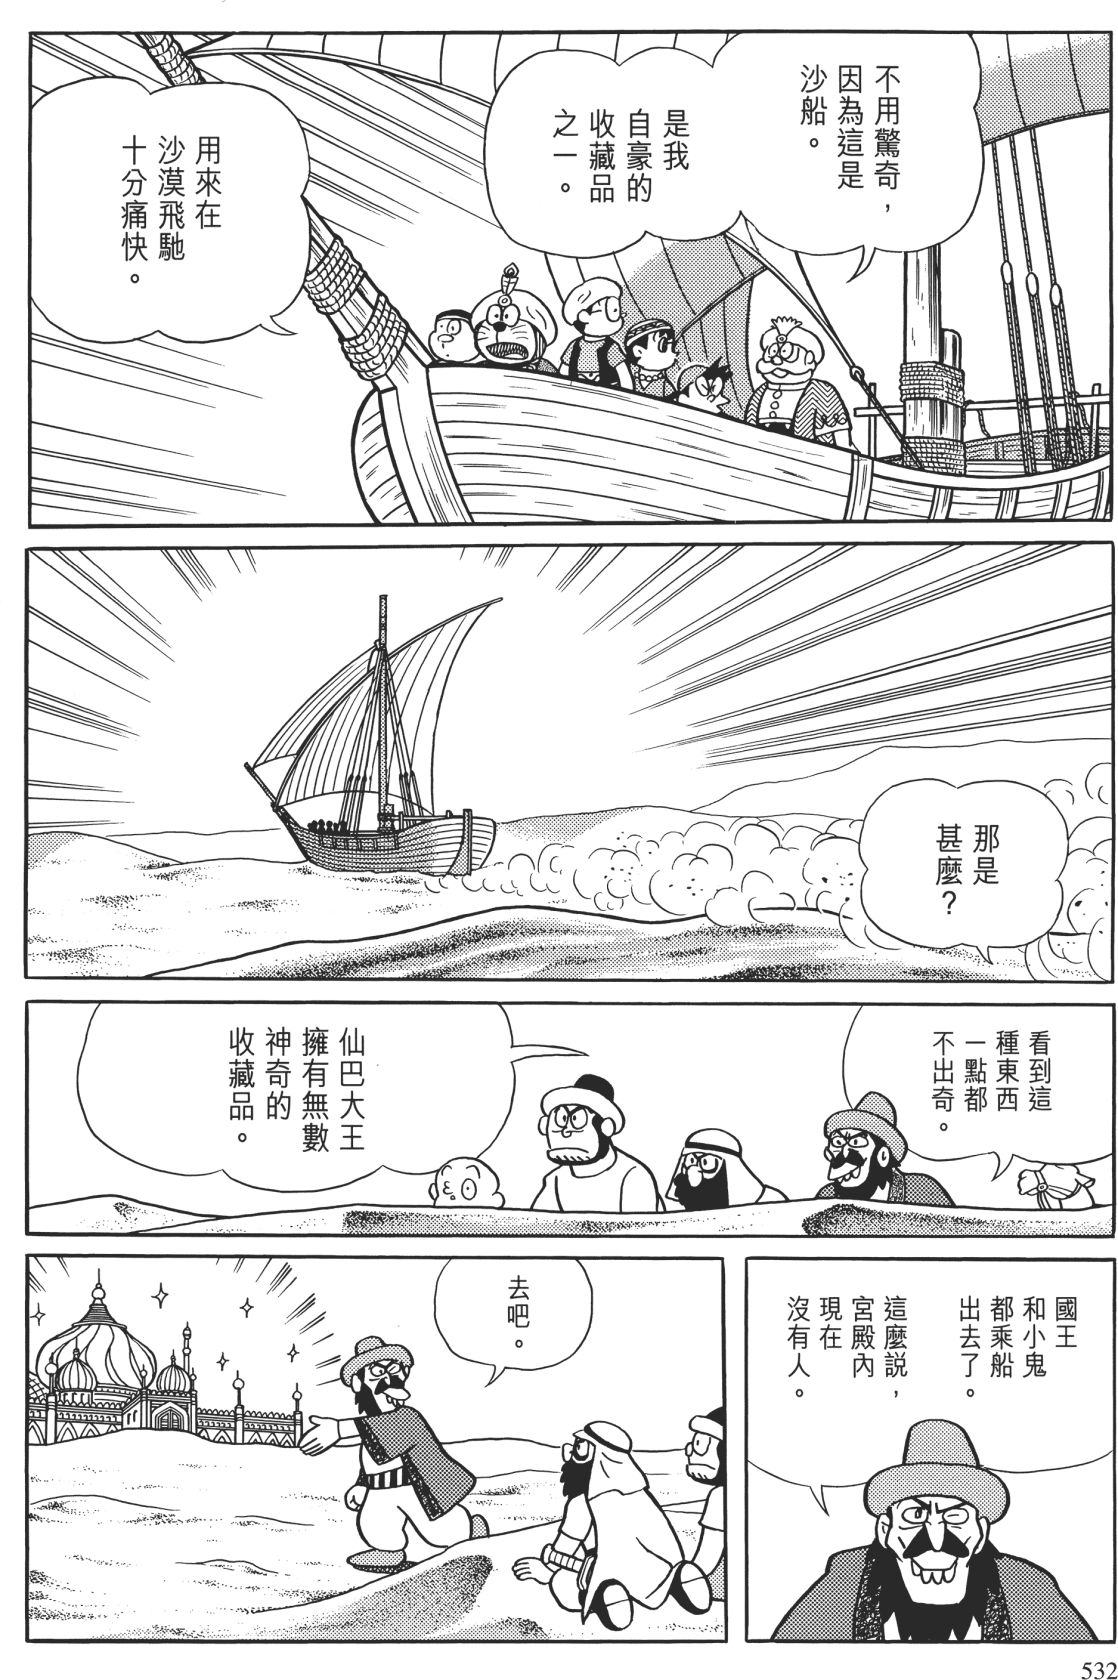 不用驚奇，
因為這是
沙船。
是我
自豪的
收藏品
之一。
用來在
沙漠飛馳
十分痛快。
那是
甚麼？
看到這
種東西
一點都
不出奇。
仙巴大王
擁有無數
神奇的
收藏品。
國王
和小鬼
都乘船
出去了。
這麼説，
宮殿內
現在
沒有人。
去吧。
532